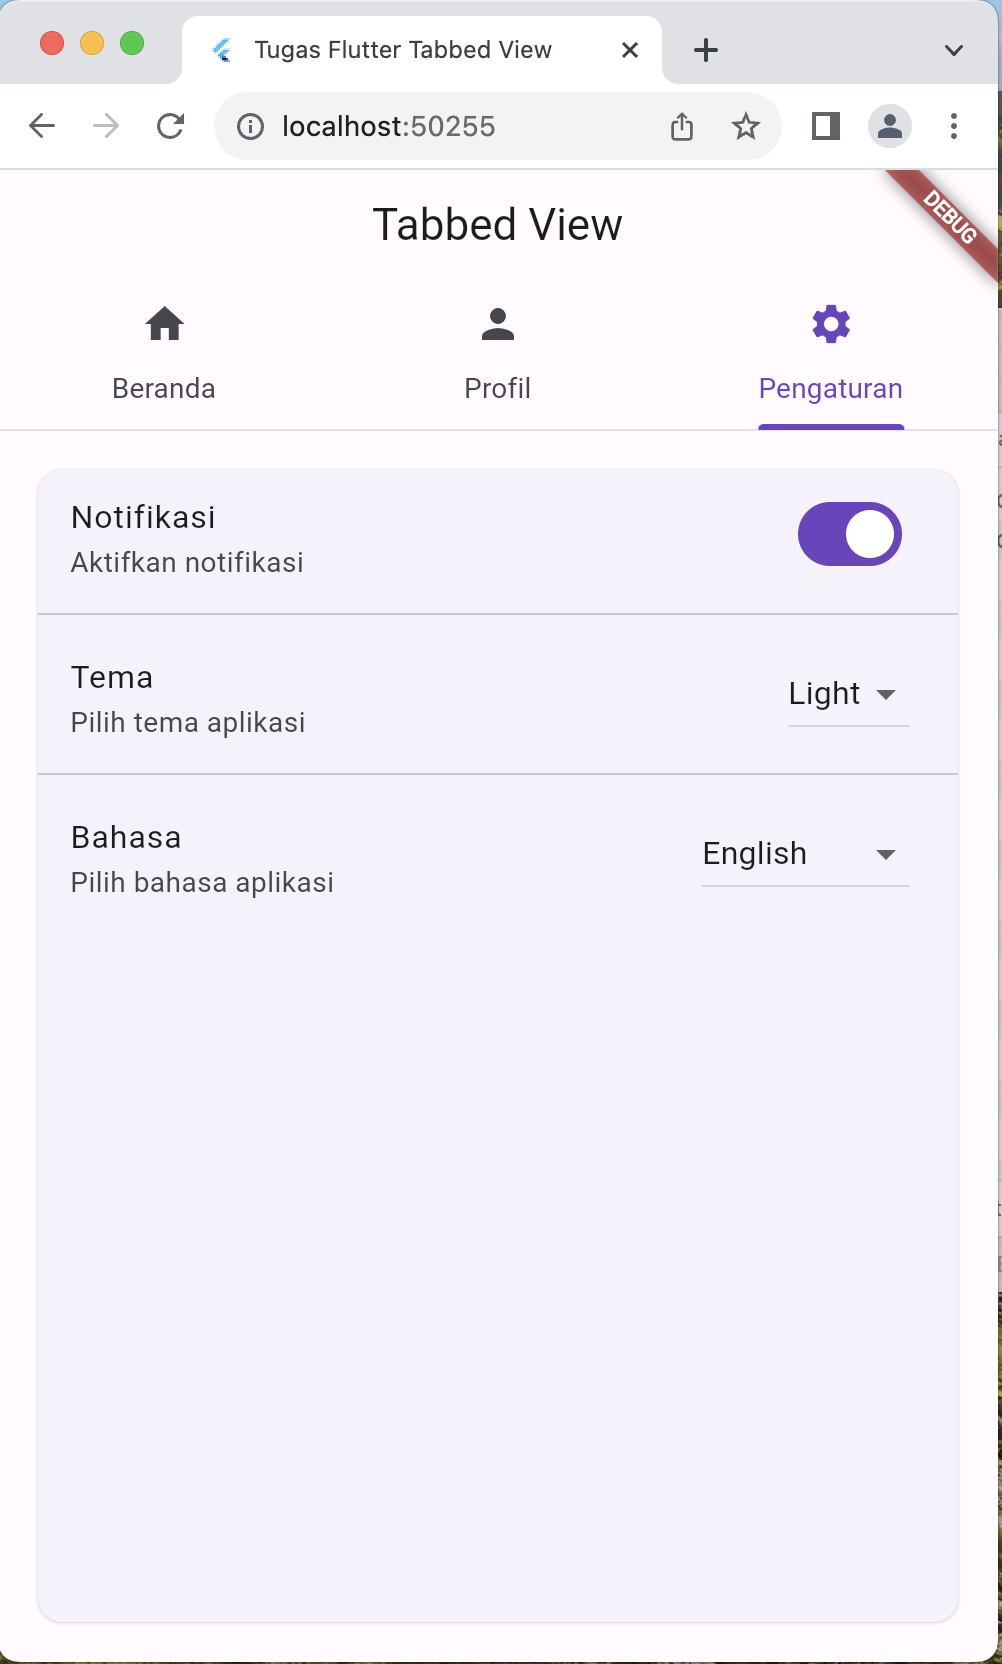 Tugas Flutter Tabbed View
localhost:50255
DEBUG
Tabbed View
Beranda
Profil
Pengaturan
Notifikasi
Aktifkan notifikasi
Tema
Pilih tema aplikasi
Light
Bahasa
Pilih bahasa aplikasi
English